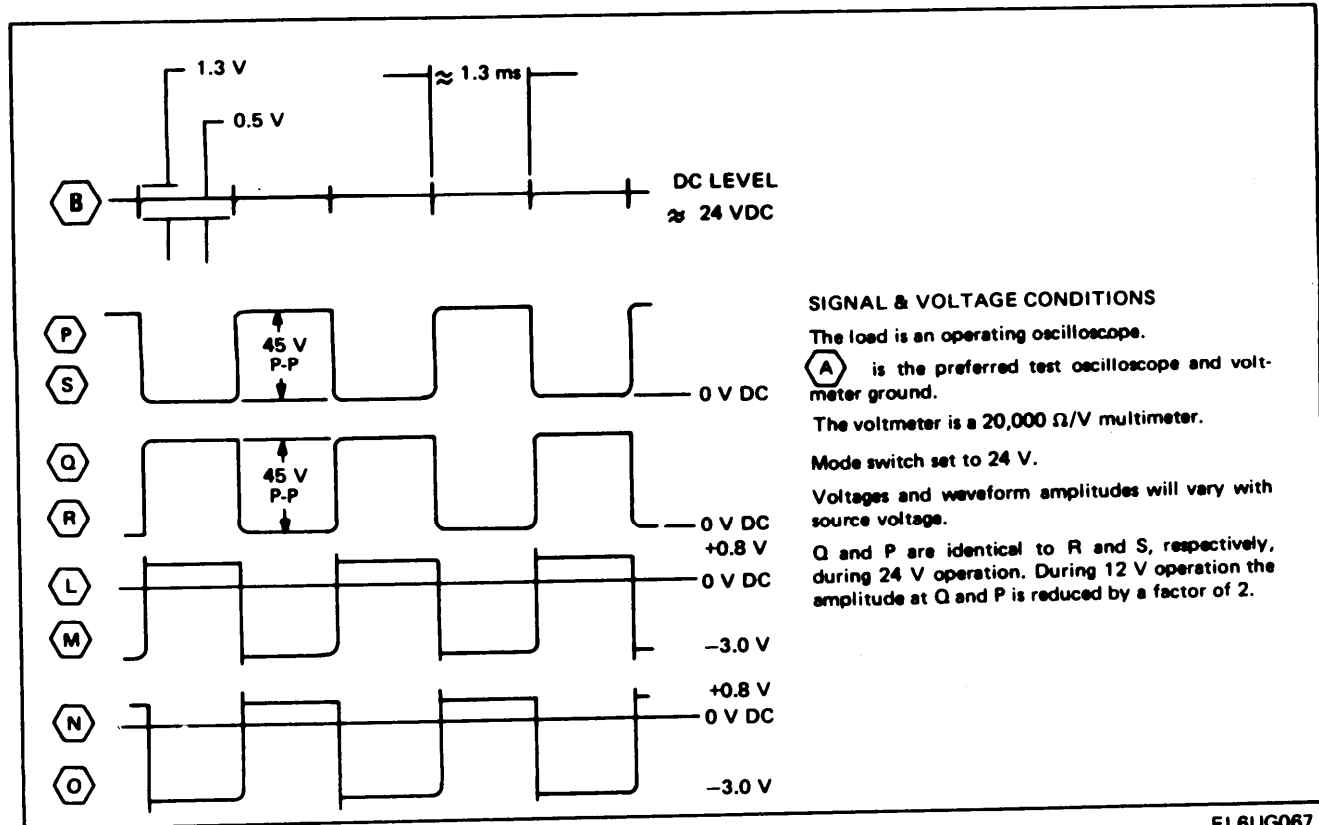 1.3 V
≈ 1.3 ms
0.5 V
B
DC LEVEL
≈ 24 VDC
P
S
45 V
P-P
0 V DC
Q
R
45 V
P-P
0 V DC
L
M
+0.8 V
0 V DC
−3.0 V
N
O
+0.8 V
0 V DC
−3.0 V
SIGNAL & VOLTAGE CONDITIONS
The load is an operating oscilloscope.
A is the preferred test oscilloscope and volt-
meter ground.
The voltmeter is a 20,000 Ω/V multimeter.
Mode switch set to 24 V.
Voltages and waveform amplitudes will vary with
source voltage.
Q and P are identical to R and S, respectively,
during 24 V operation. During 12 V operation the
amplitude at Q and P is reduced by a factor of 2.
EL6UG067